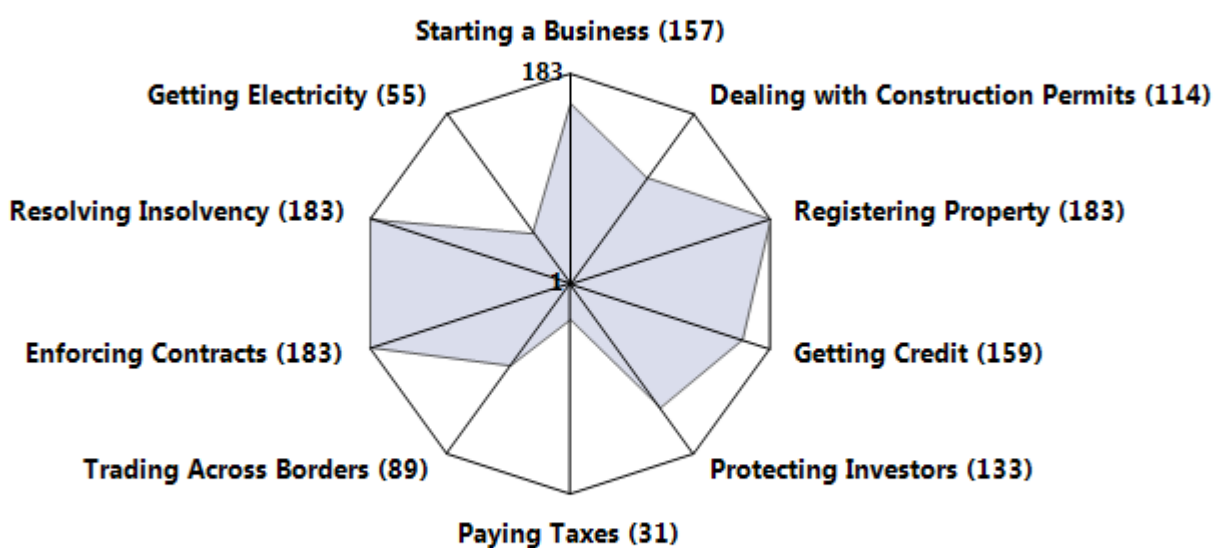 Starting a Business (157)
183
Getting Electricity (55)
Dealing with Construction Permits (114)
Resolving Insolvency (183)
Registering Property (183)
1
Enforcing Contracts (183)
Getting Credit (159)
Trading Across Borders (89)
Protecting Investors (133)
Paying Taxes (31)